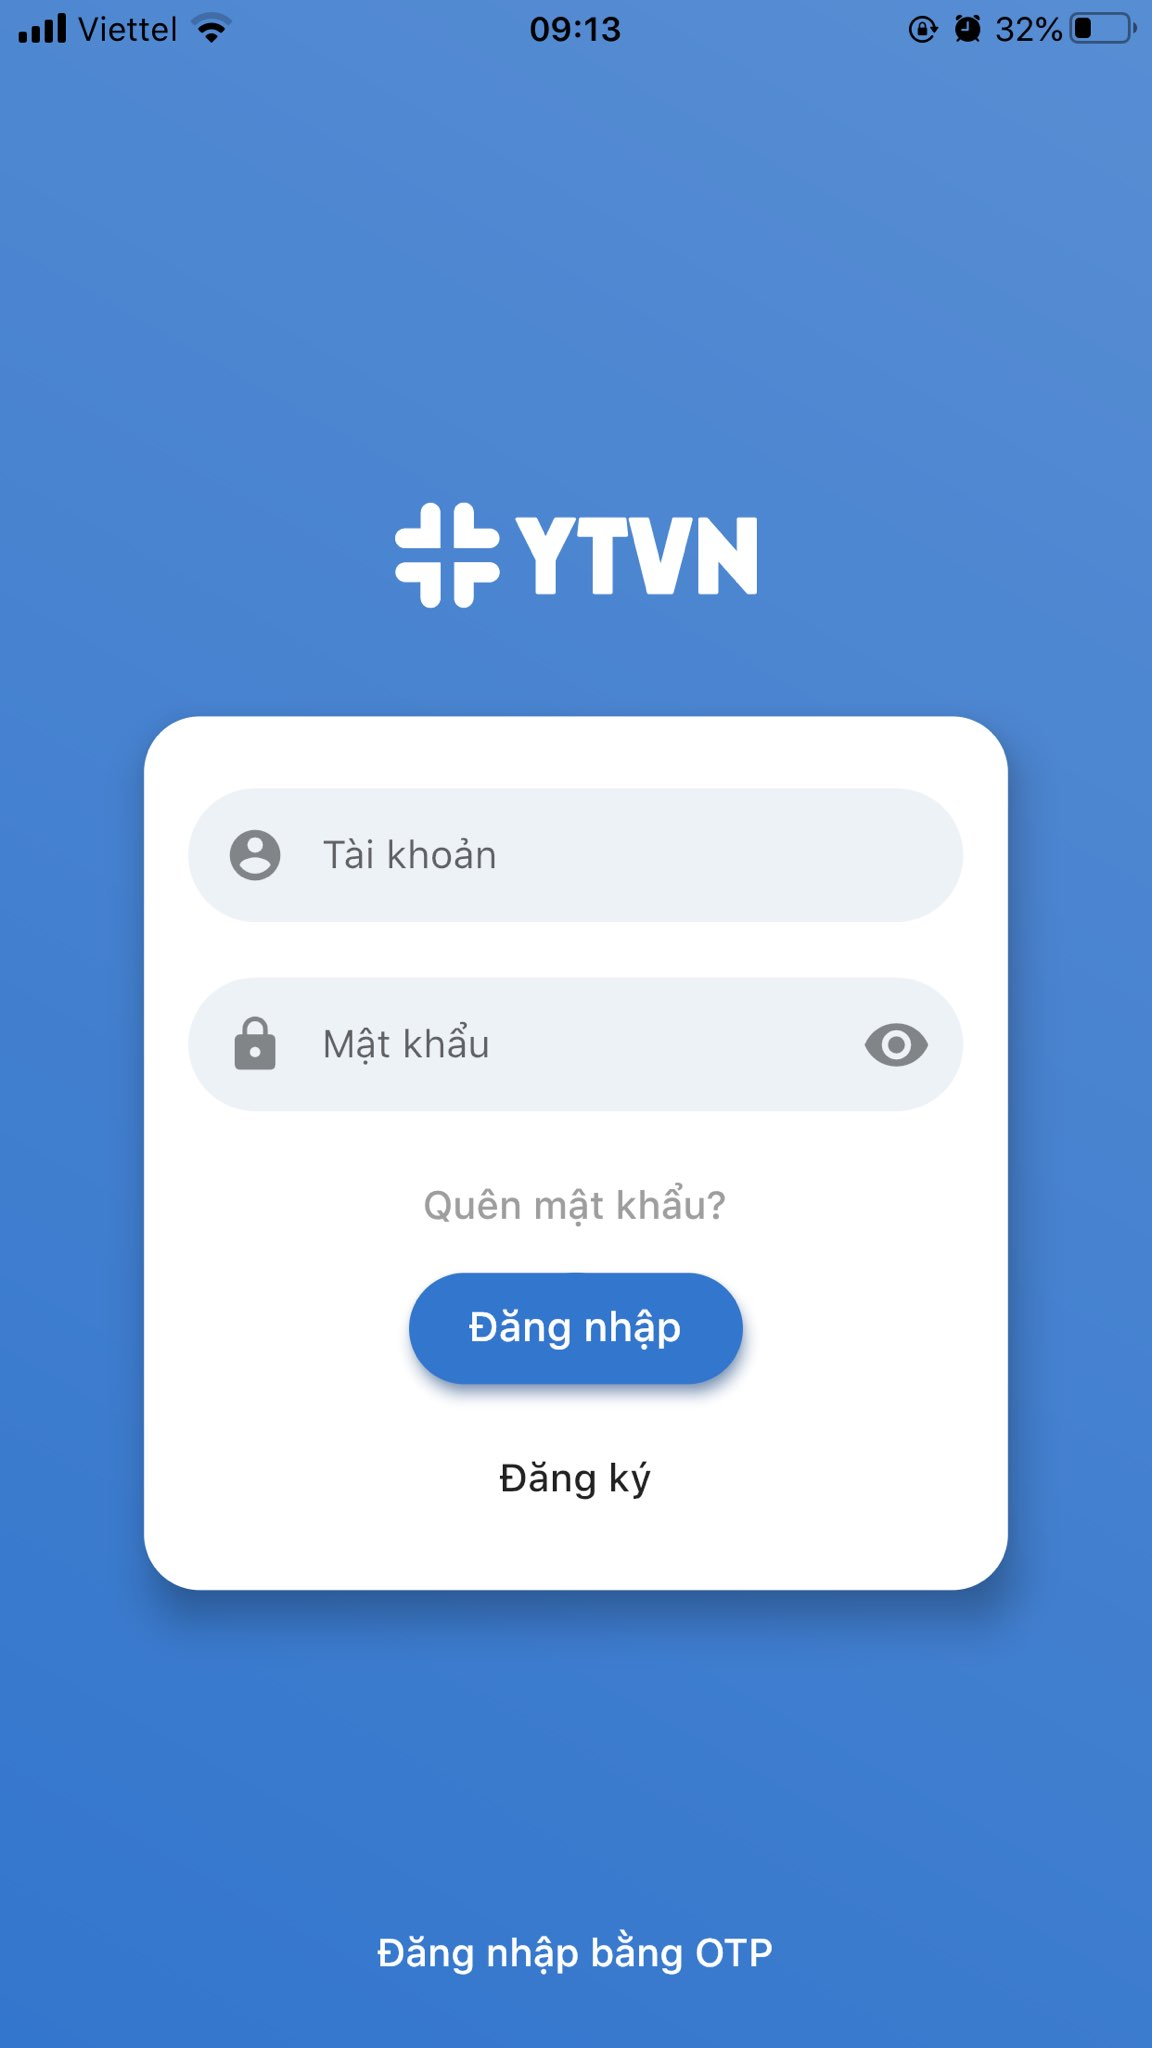 Viettel 09:13 32%
YTVN
Tài khoản
Mật khẩu
Quên mật khẩu?
Đăng nhập
Đăng ký
Đăng nhập bằng OTP